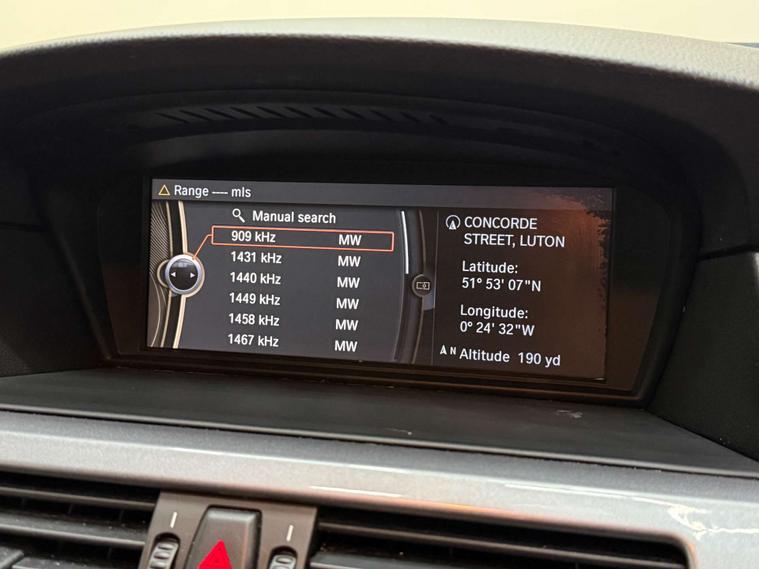 Range ---- mls
Manual search
909 kHz MW
1431 kHz MW
1440 kHz MW
1449 kHz MW
1458 kHz MW
1467 kHz MW
CONCORDE
STREET, LUTON
Latitude:
51° 53' 07"N
Longitude:
0° 24' 32"W
N Altitude 190 yd